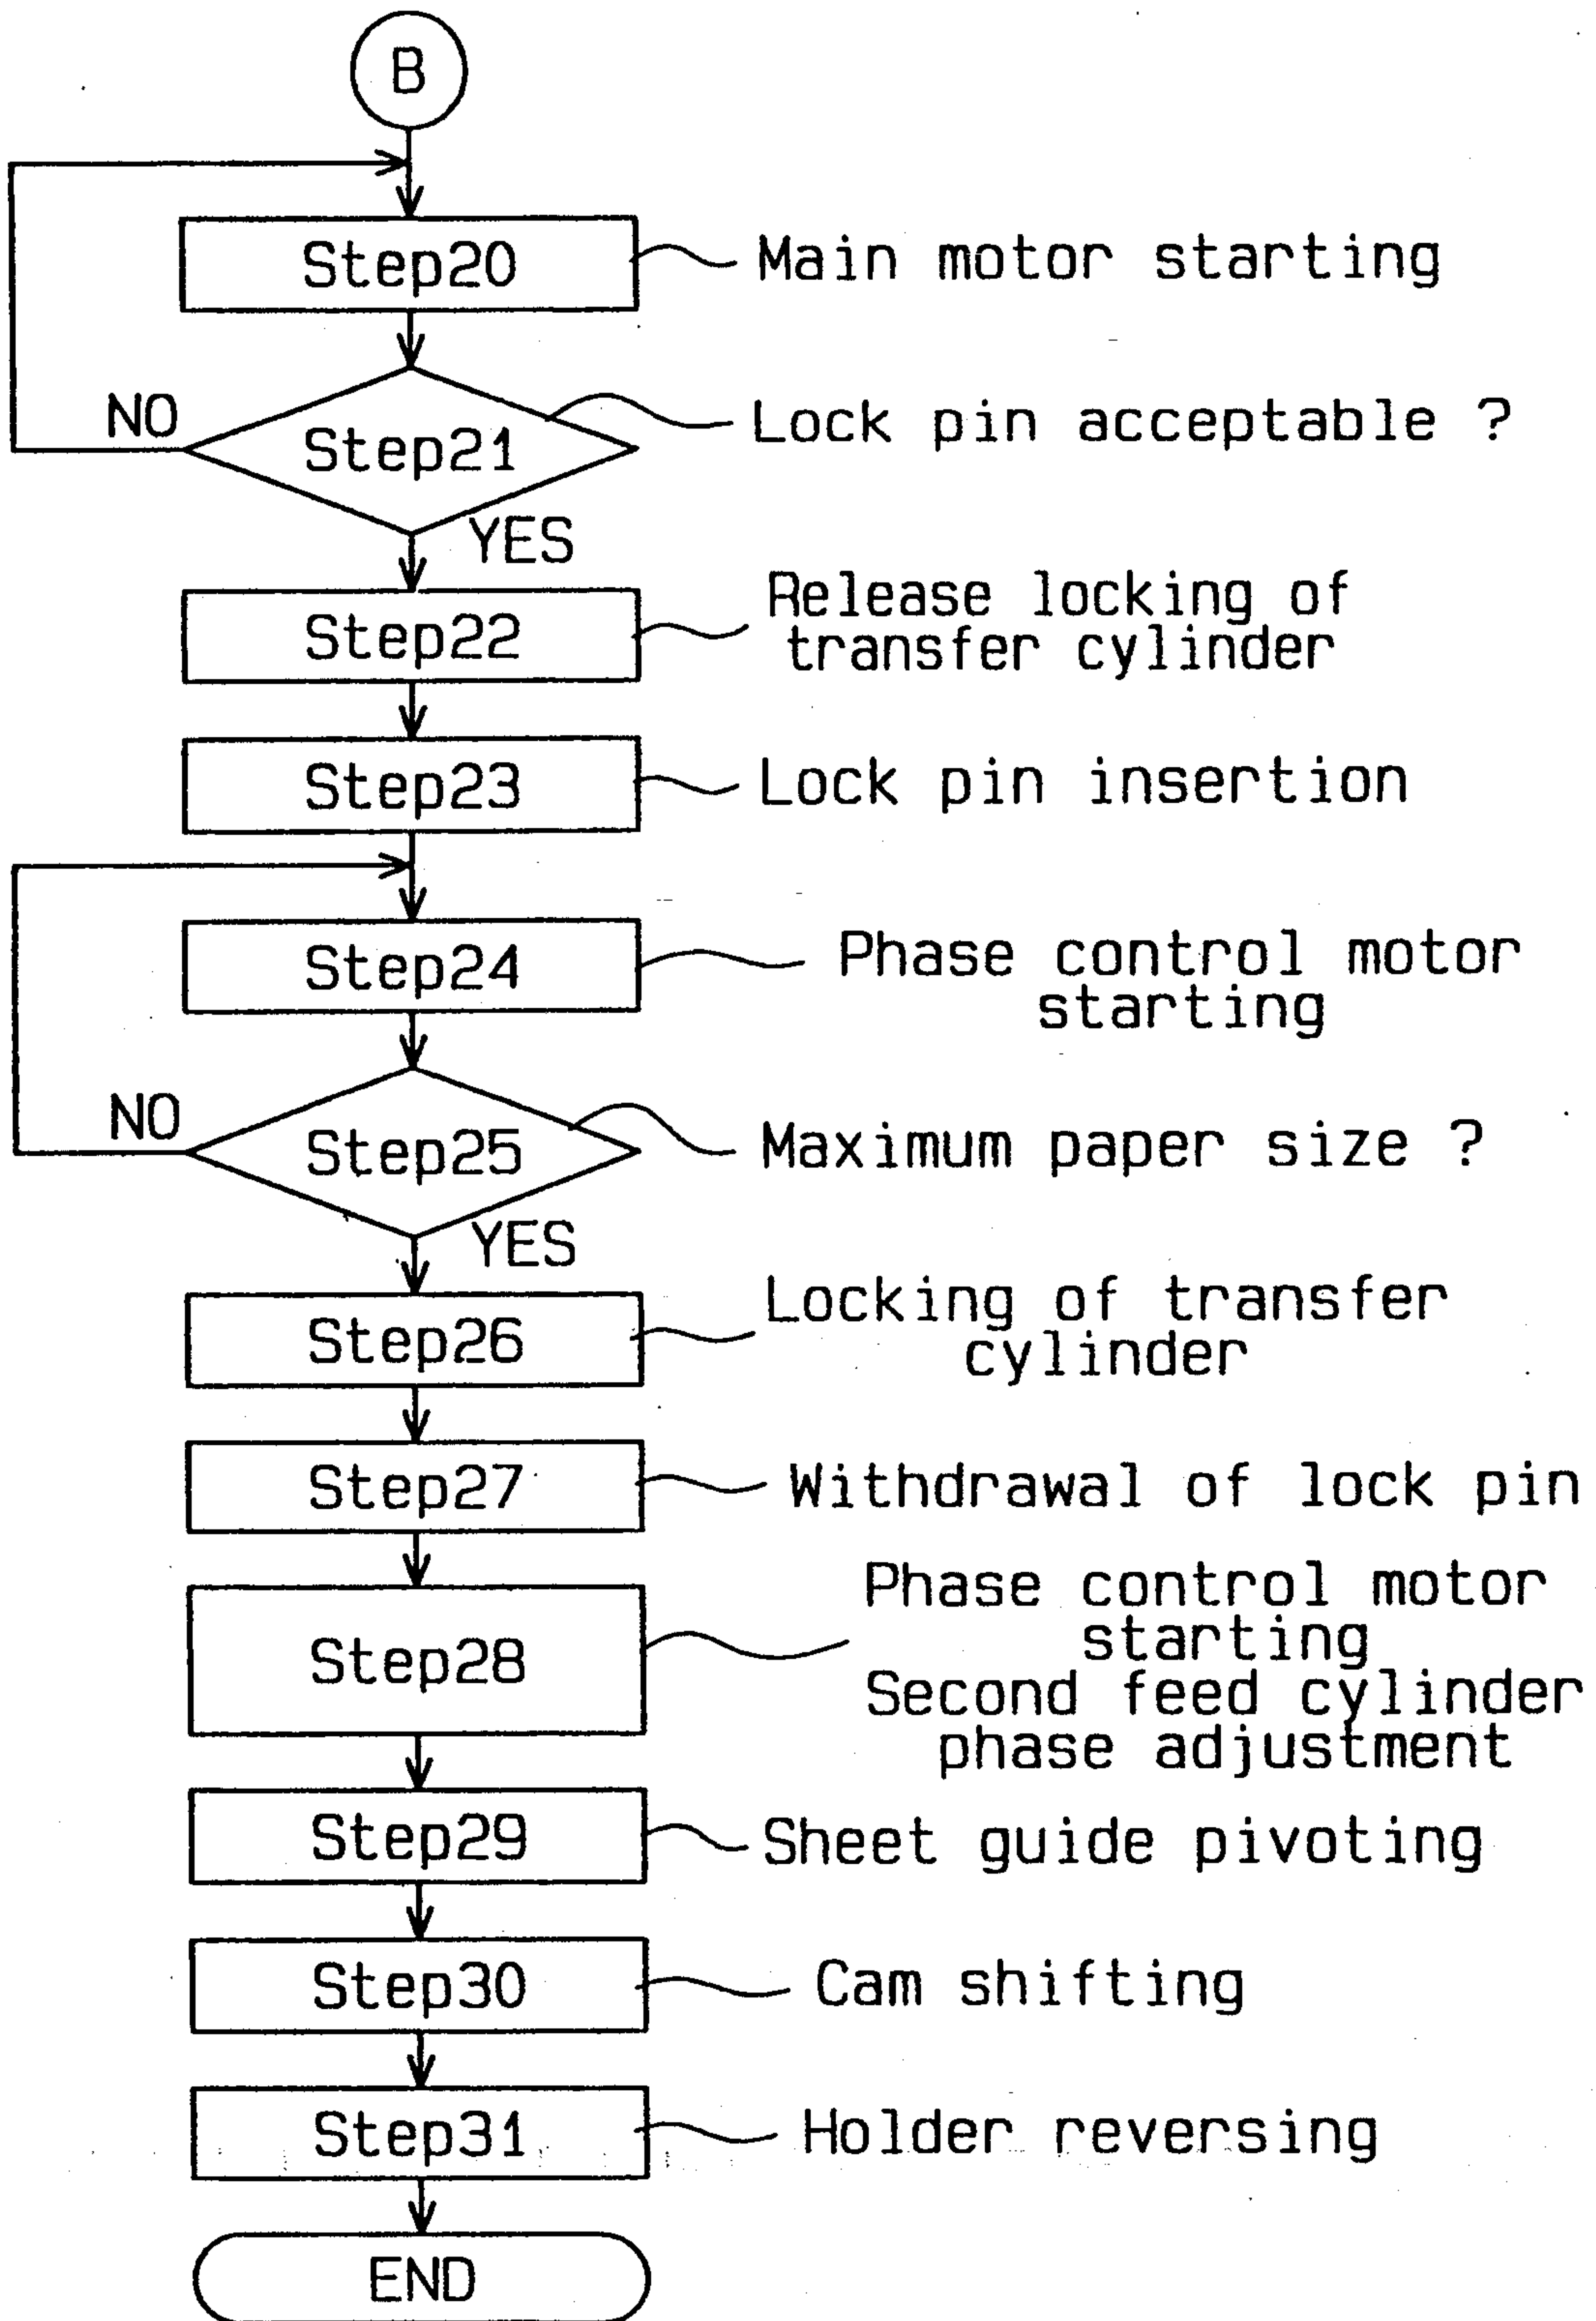 B
Step20
Main motor starting
NO
Step21
Lock pin acceptable ?
YES
Step22
Release locking of
transfer cylinder
Step23
Lock pin insertion
Step24
Phase control motor
starting
NO
Step25
Maximum paper size ?
YES
Step26
Locking of transfer
cylinder
Step27
Withdrawal of lock pin
Step28
Phase control motor
starting
Second feed cylinder
phase adjustment
Step29
Sheet guide pivoting
Step30
Cam shifting
Step31
Holder reversing
END